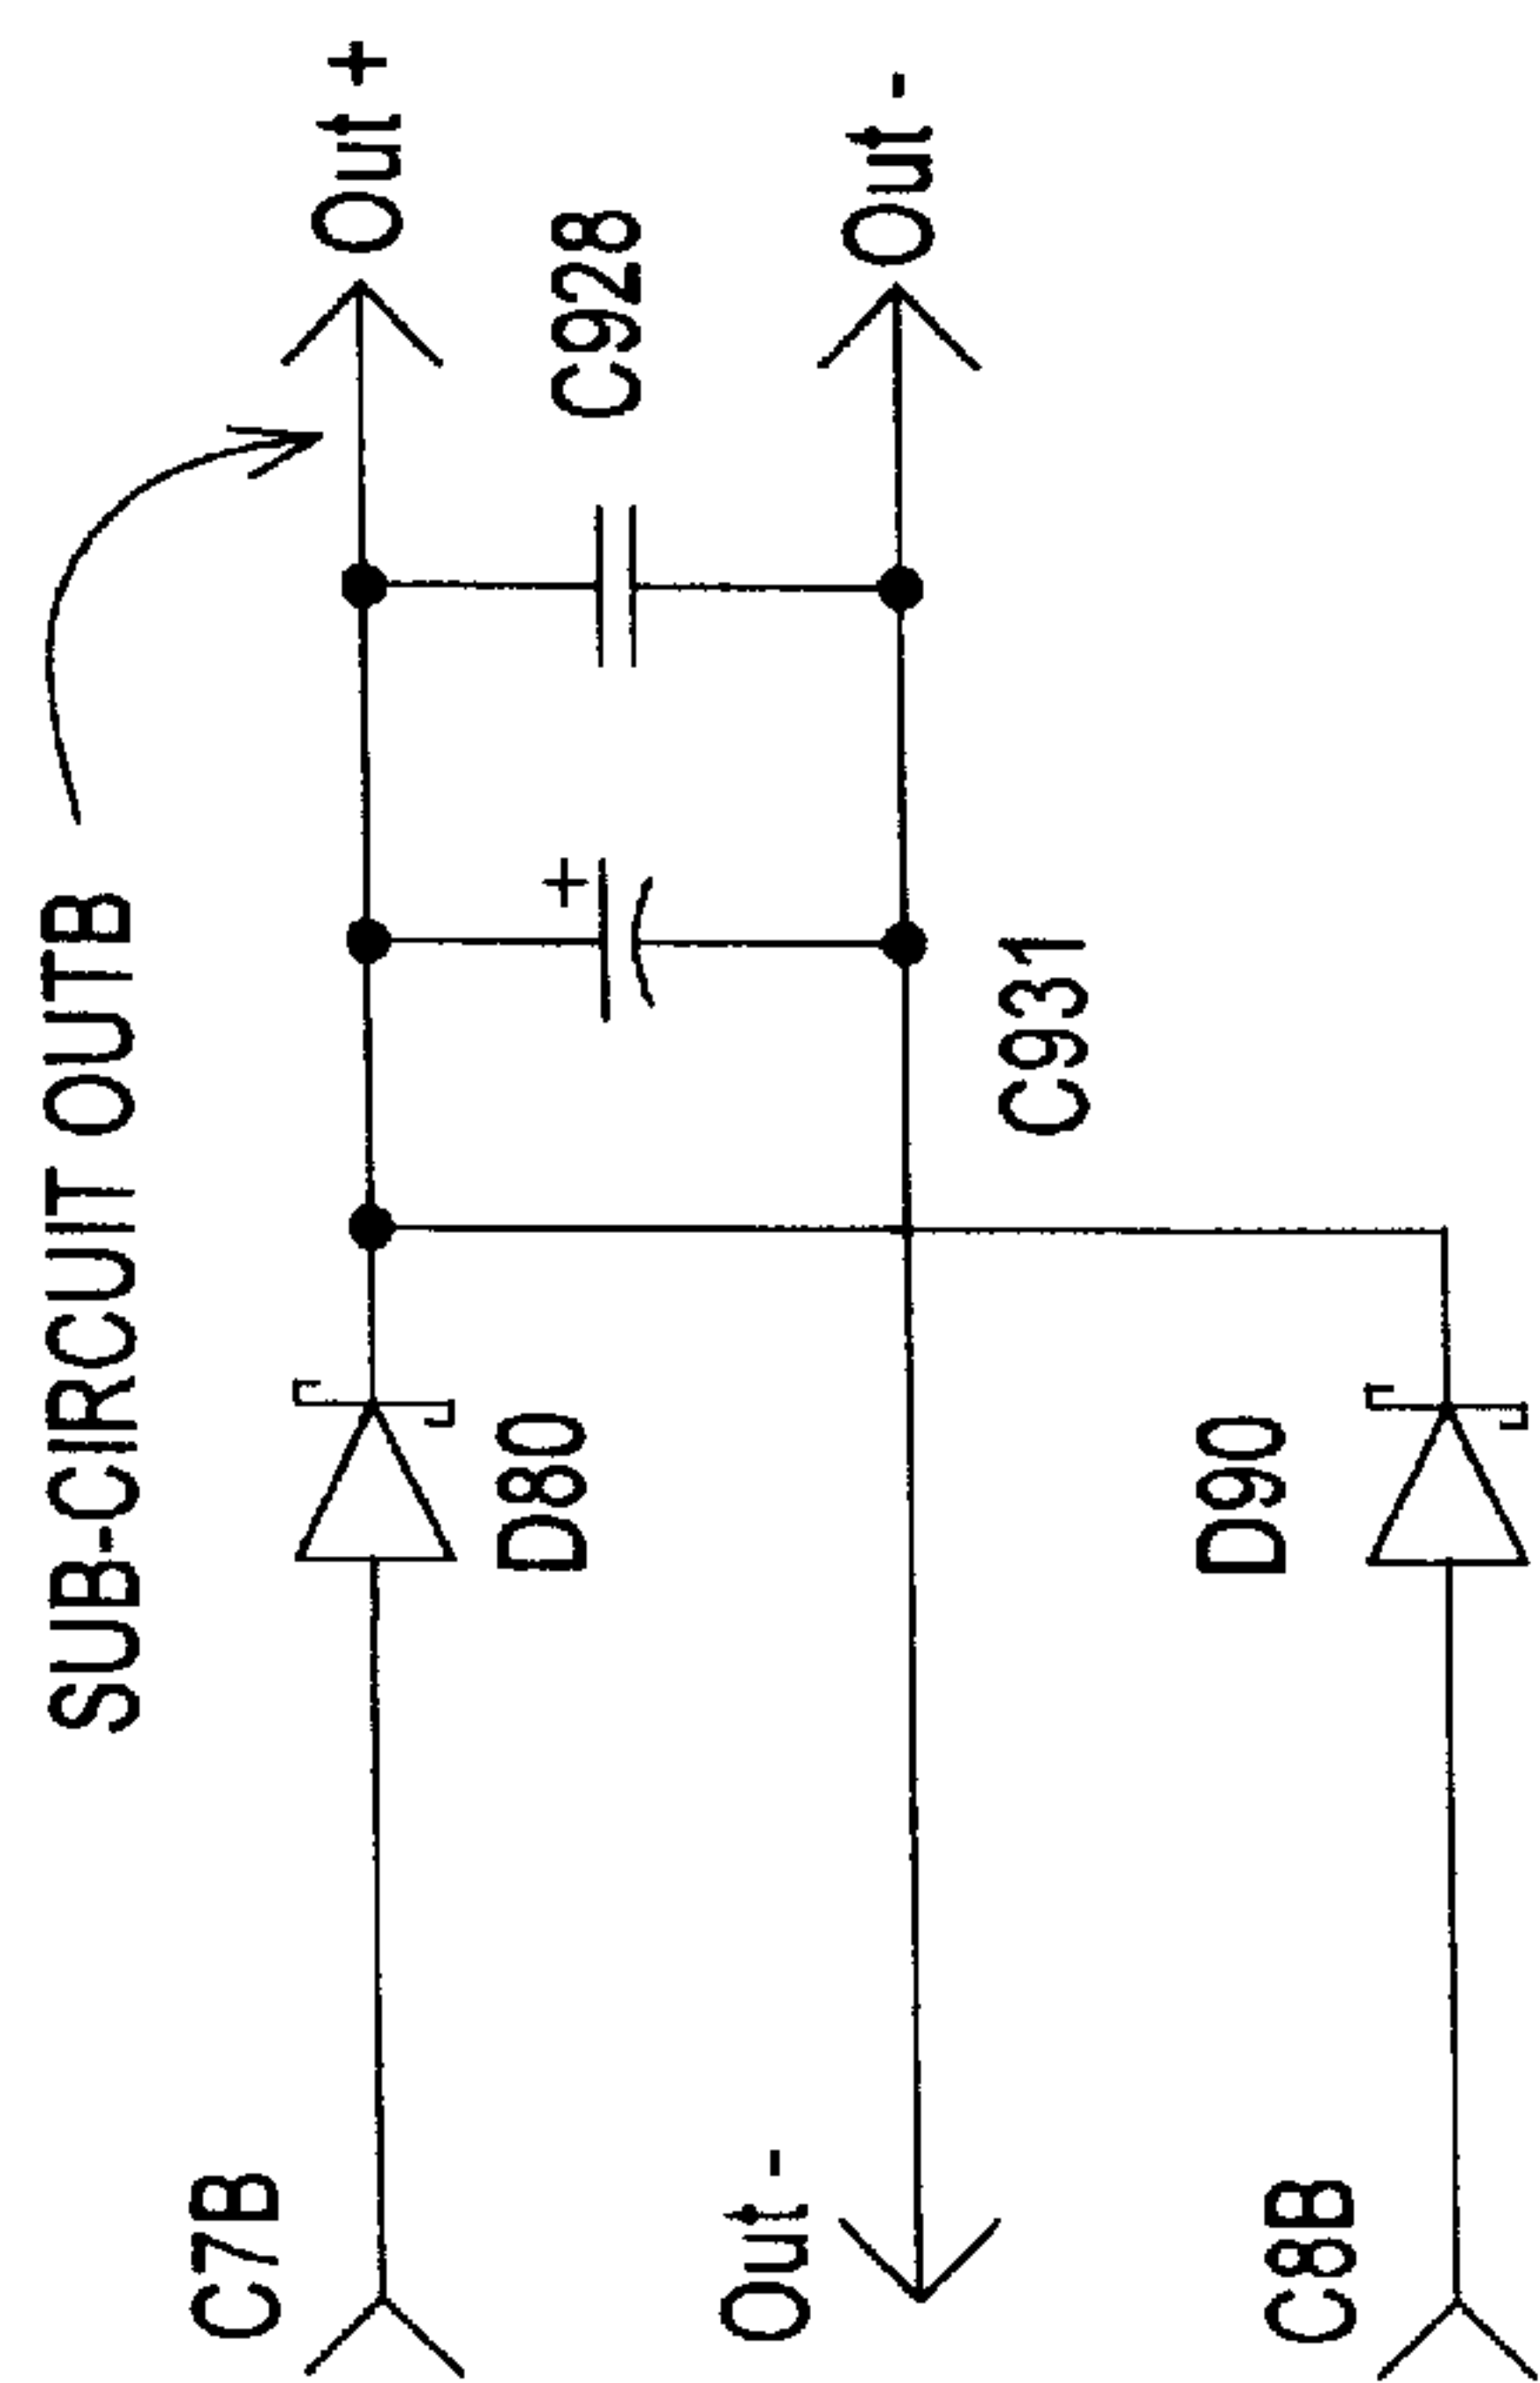 SUB-CIRCUIT OUTB
C7B
D80
+
Out +
C928
Out -
C931
Out -
D90
C8B